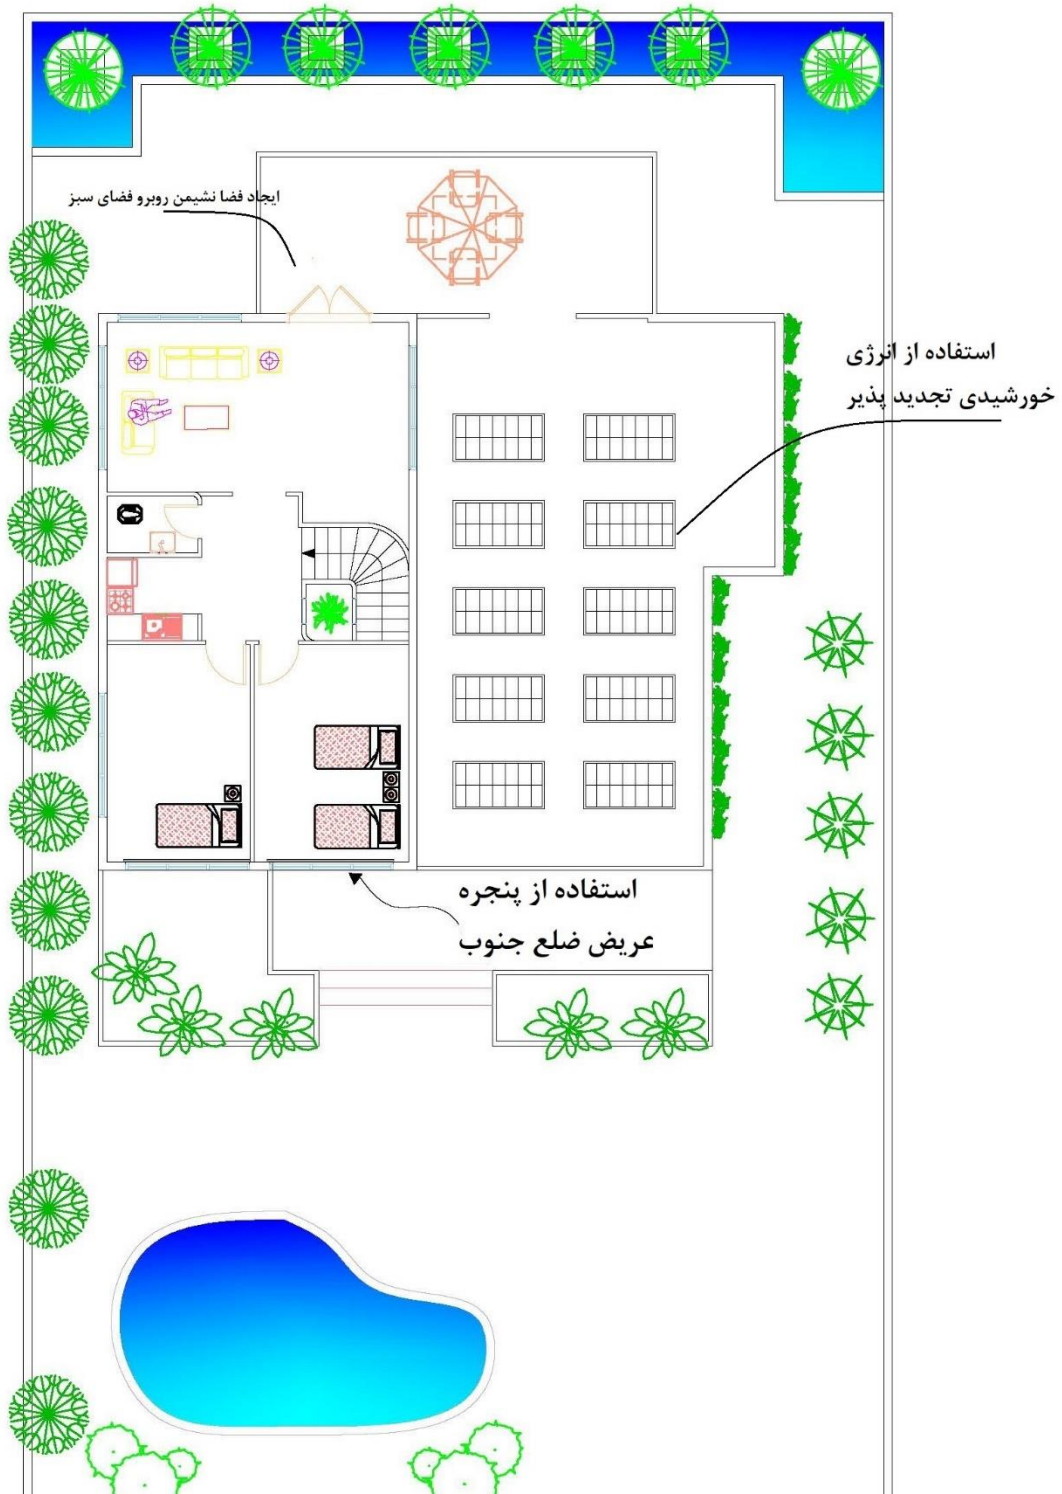 ایجاد فضا نشیمن روبرو فضای سبز
استفاده از انرژی
خورشیدی تجدید پذیر
استفاده از پنجره
عریض ضلع جنوب